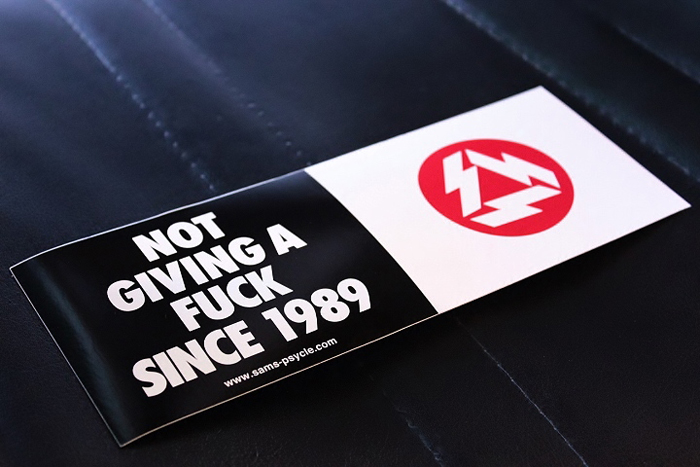 NOT
GIVING A
FUCK
SINCE 1989
www.sams-psycle.com